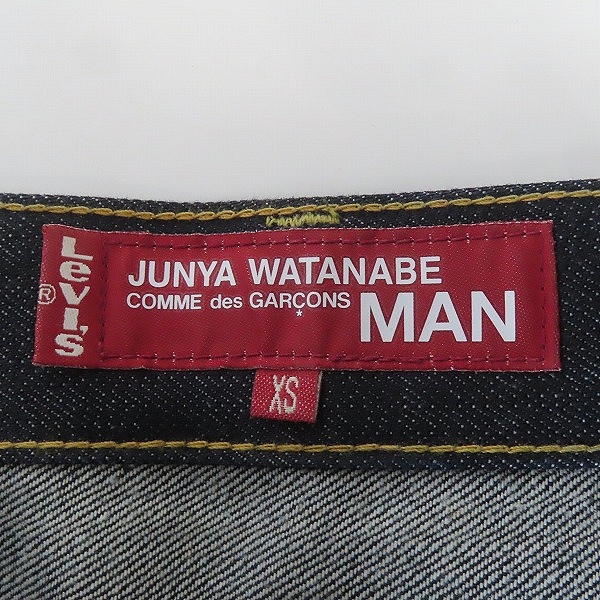 LeVI'S
®
JUNYA WATANABE
COMME des GARÇONS
*
MAN
XS